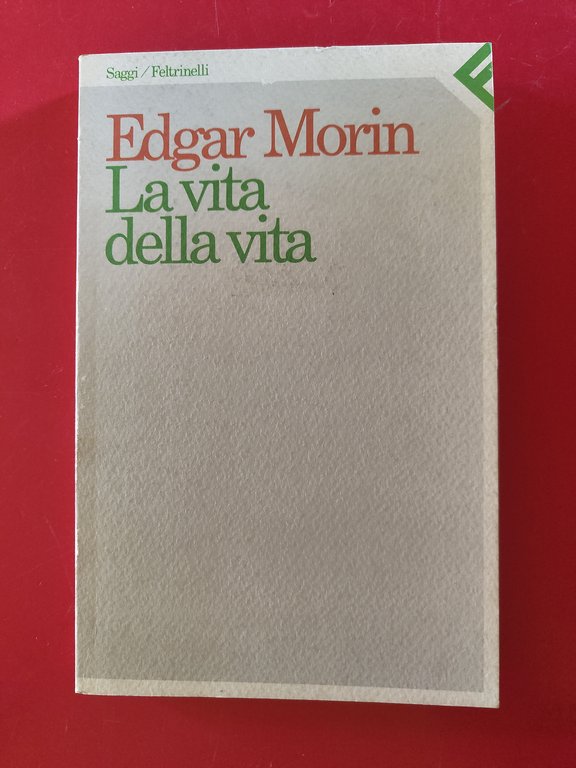 Saggi/Feltrinelli
Edgar Morin
La vita
della vita